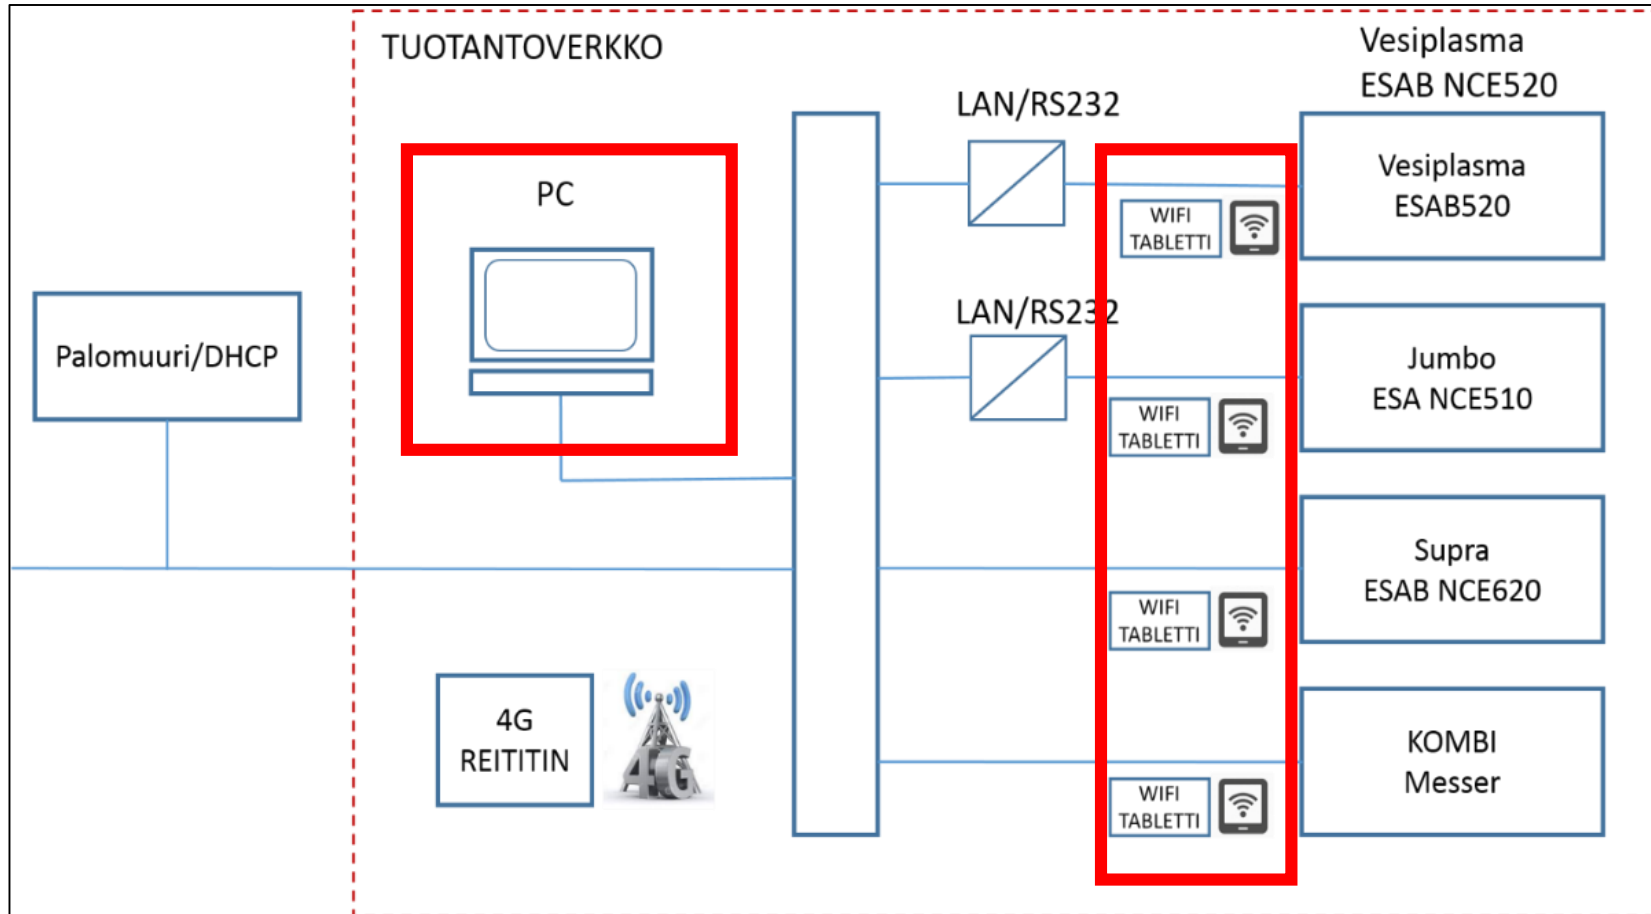 TUOTANTOVERKKO
Vesiplasma
ESAB NCE520
LAN/RS232
PC
Vesiplasma
ESAB520
WIFI
TABLETTI
LAN/RS232
Palomuuri/DHCP
Jumbo
ESA NCE510
WIFI
TABLETTI
Supra
ESAB NCE620
WIFI
TABLETTI
4G
REITITIN
4G
KOMBI
Messer
WIFI
TABLETTI